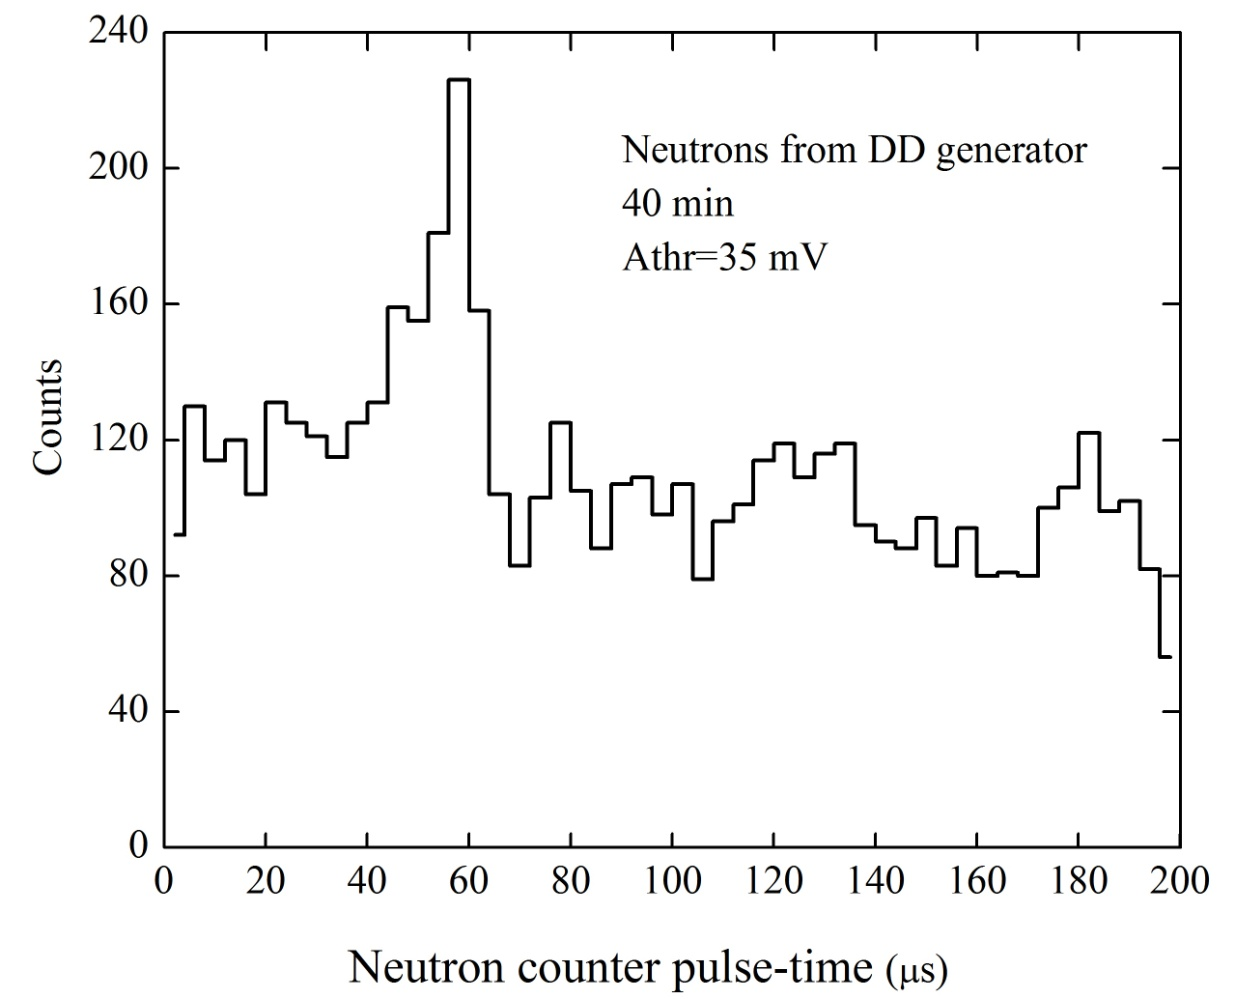 240
200
160
120
80
40
0
Counts
Neutrons from DD generator
40 min
Athr=35 mV
0 20 40 60 80 100 120 140 160 180 200
Neutron counter pulse-time (μs)